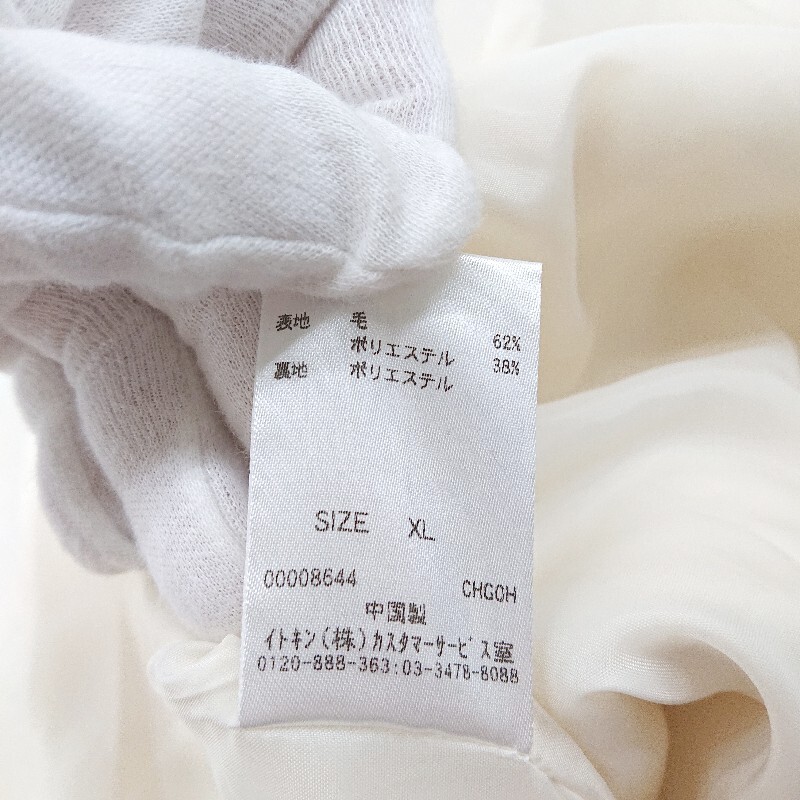 表地 毛 62%
ポリエステル 38%
裏地 ポリエステル
SIZE XL
00008644 CHGOH
中国製
イトキン(株)カスタマーサービス室
0120-888-363:03-3478-8088